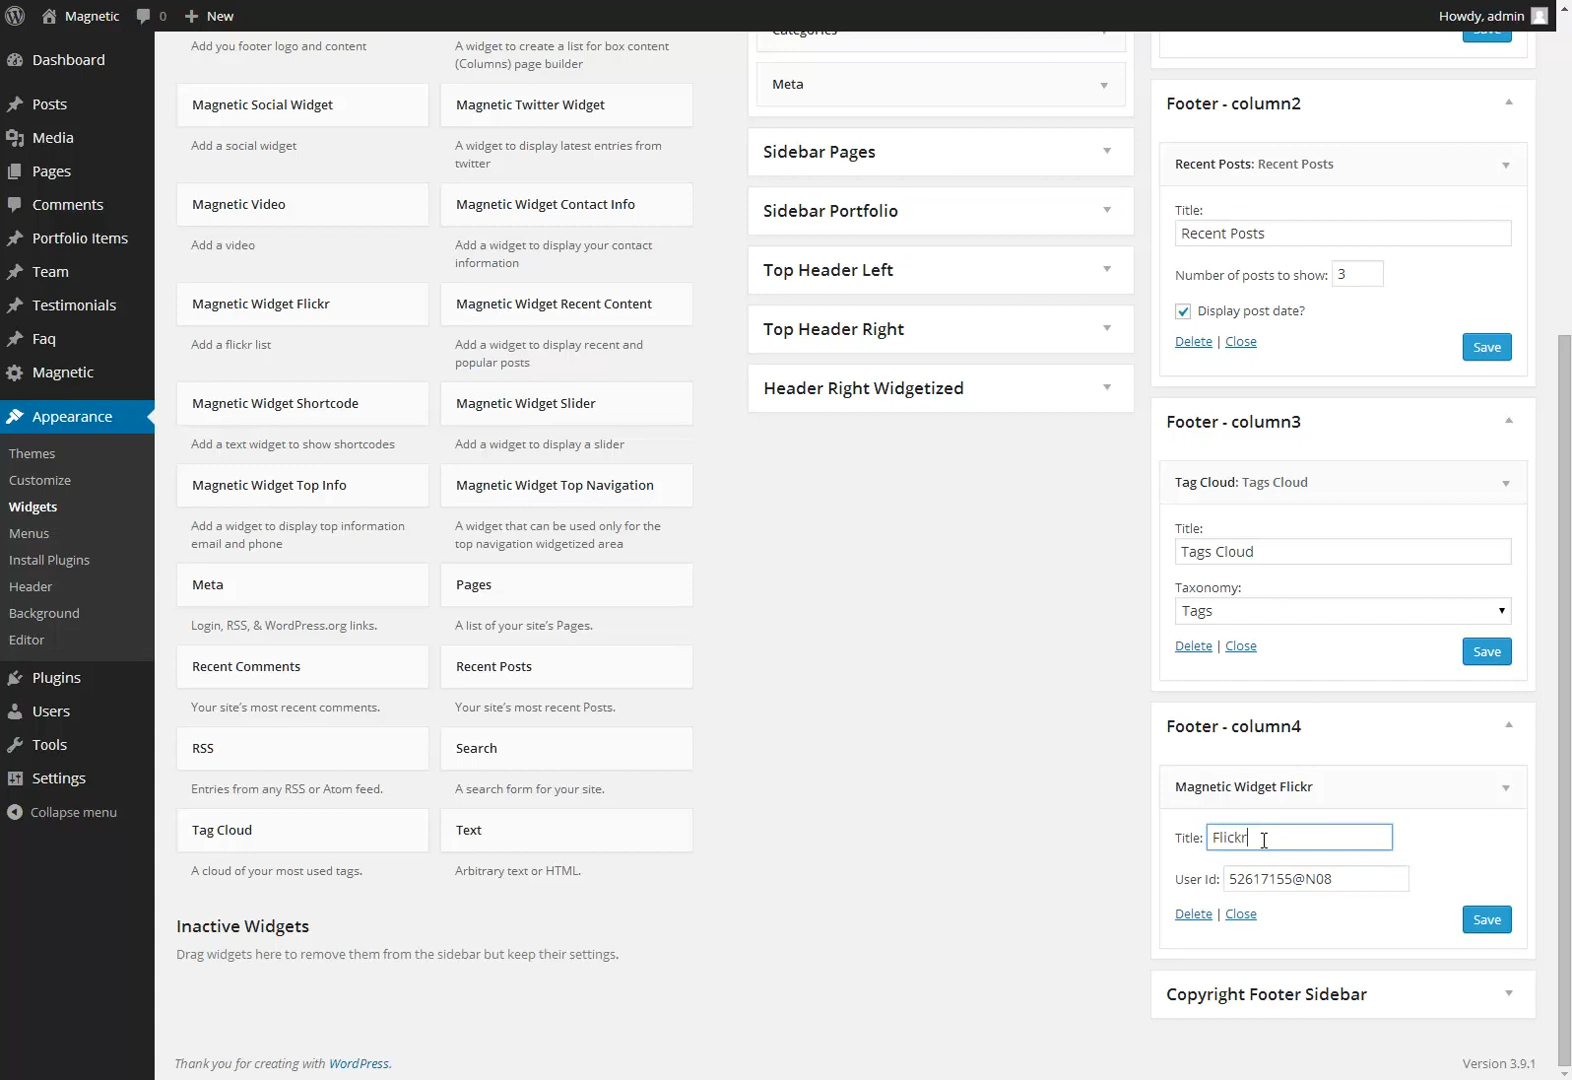 Magnetic
0
New
Howdy, admin
Dashboard
Posts
Media
Pages
Comments
Portfolio Items
Team
Testimonials
Faq
Magnetic
Appearance
Themes
Customize
Widgets
Menus
Install Plugins
Header
Background
Editor
Plugins
Users
Tools
Settings
Collapse menu
Add you footer logo and content
A widget to create a list for box content
(Columns) page builder
Magnetic Social Widget
Magnetic Twitter Widget
Add a social widget
A widget to display latest entries from
twitter
Magnetic Video
Magnetic Widget Contact Info
Add a video
Add a widget to display your contact
information
Magnetic Widget Flickr
Magnetic Widget Recent Content
Add a flickr list
Add a widget to display recent and
popular posts
Magnetic Widget Shortcode
Magnetic Widget Slider
Add a text widget to show shortcodes
Add a widget to display a slider
Magnetic Widget Top Info
Magnetic Widget Top Navigation
Add a widget to display top information
email and phone
A widget that can be used only for the
top navigation widgetized area
Meta
Pages
Login, RSS, & WordPress.org links.
A list of your site's Pages.
Recent Comments
Recent Posts
Your site's most recent comments.
Your site's most recent Posts.
RSS
Search
Entries from any RSS or Atom feed.
A search form for your site.
Tag Cloud
Text
A cloud of your most used tags.
Arbitrary text or HTML.
Inactive Widgets
Drag widgets here to remove them from the sidebar but keep their settings.
Categories
Meta
Sidebar Pages
Sidebar Portfolio
Top Header Left
Top Header Right
Header Right Widgetized
Save
Footer - column2
Recent Posts: Recent Posts
Title:
Recent Posts
Number of posts to show: 3
Display post date?
Delete | Close
Save
Footer - column3
Tag Cloud: Tags Cloud
Title:
Tags Cloud
Taxonomy:
Tags
Delete | Close
Save
Footer - column4
Magnetic Widget Flickr
Title: Flickr
User Id: 52617155@N08
Delete | Close
Save
Copyright Footer Sidebar
Thank you for creating with WordPress.
Version 3.9.1